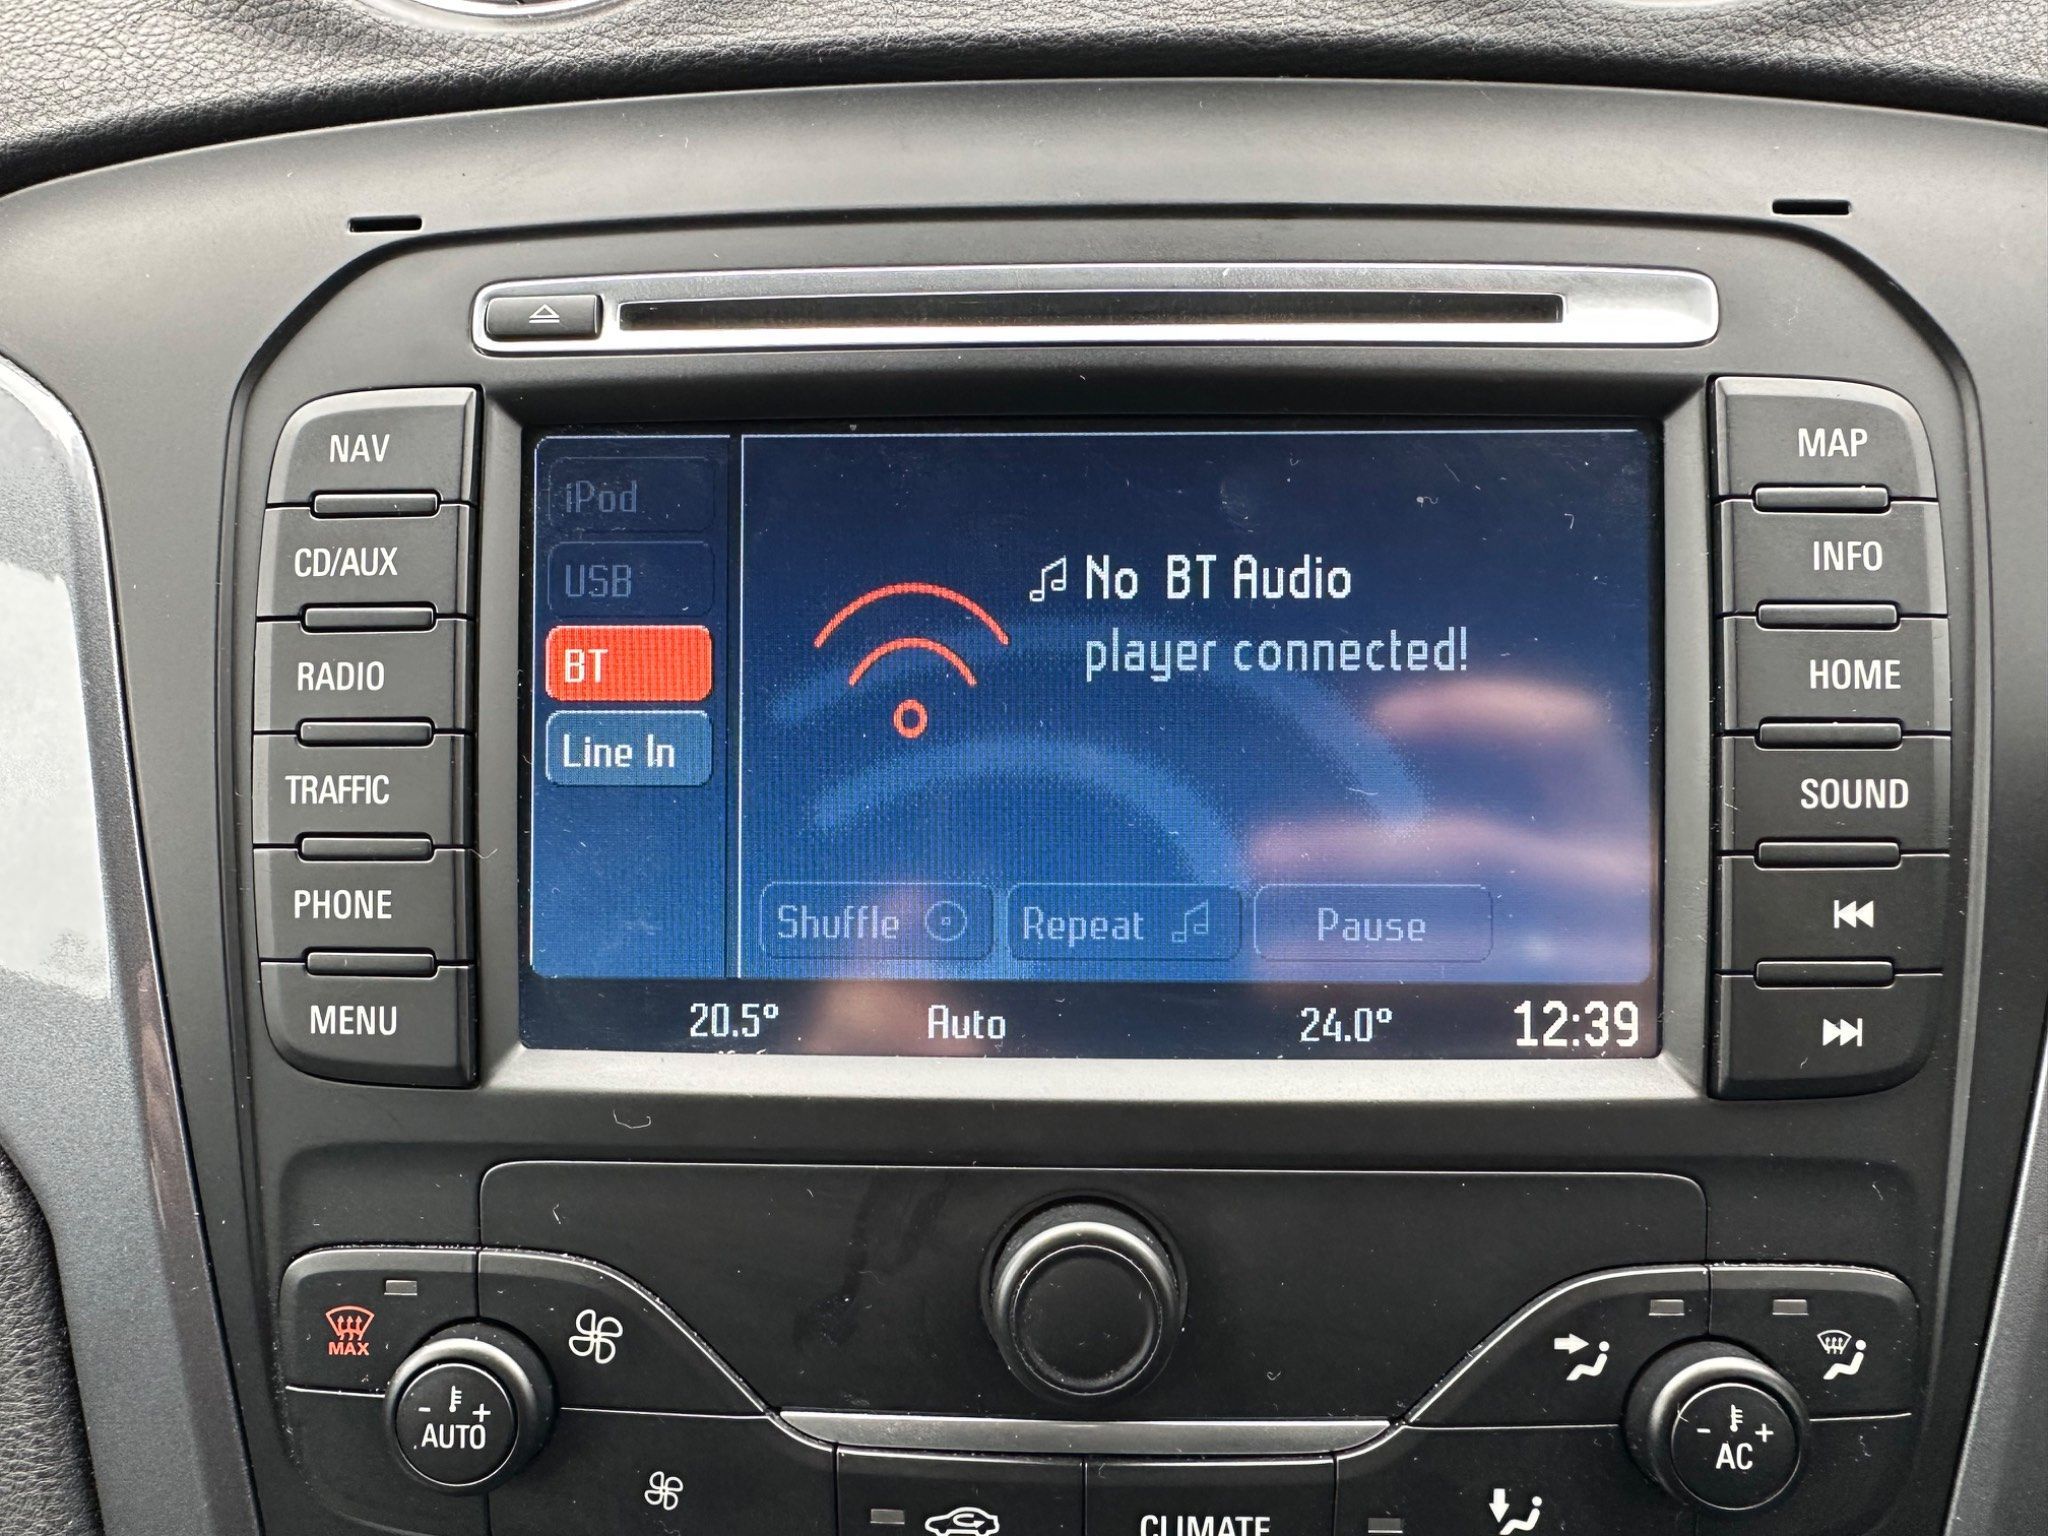 NAV
CD/AUX
RADIO
TRAFFIC
PHONE
MENU
iPod
USB
BT
Line In
No BT Audio
player connected!
Shuffle
Repeat
Pause
20.5°
Auto
24.0°
12:39
MAP
INFO
HOME
SOUND
MAX
- +
AUTO
- +
AC
CLIMATE